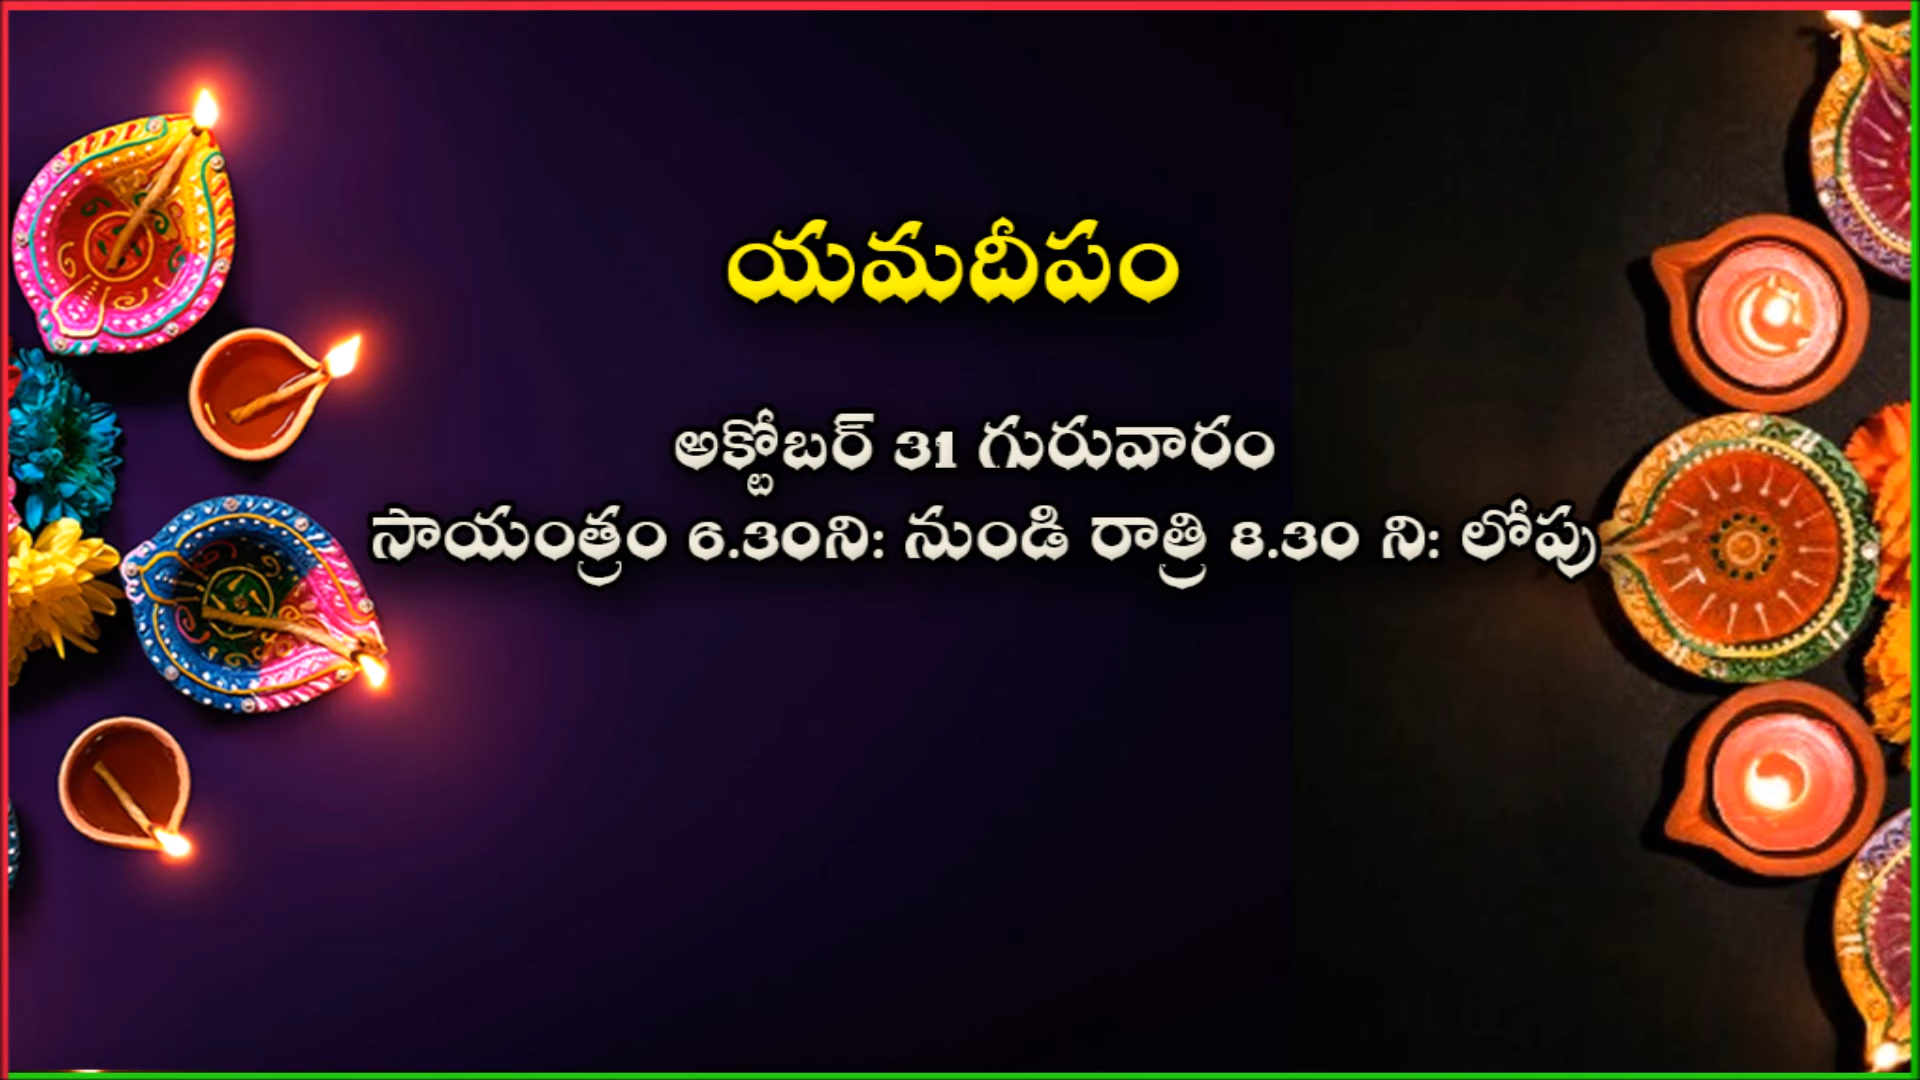 యమదీపం
అక్టోబర్ 31 గురువారం
సాయంత్రం 6.30ని: నుండి రాత్రి 8.30 ని: లోపు